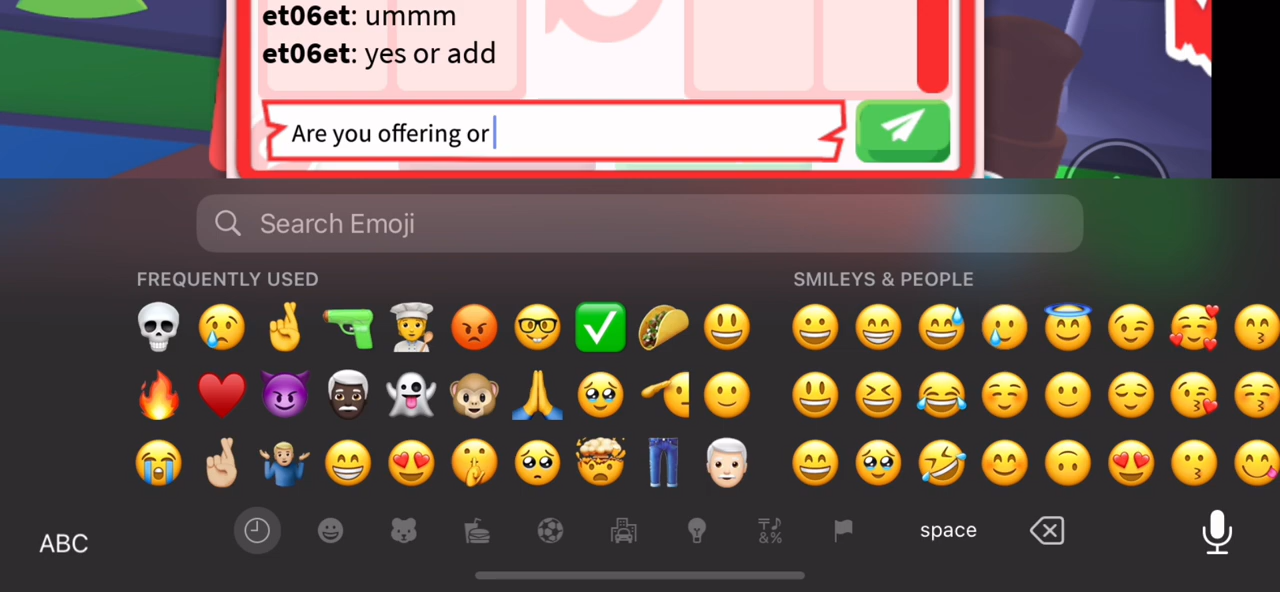 et06et: ummm
et06et: yes or add
Are you offering or
Search Emoji
FREQUENTLY USED
SMILEYS & PEOPLE
ABC
space